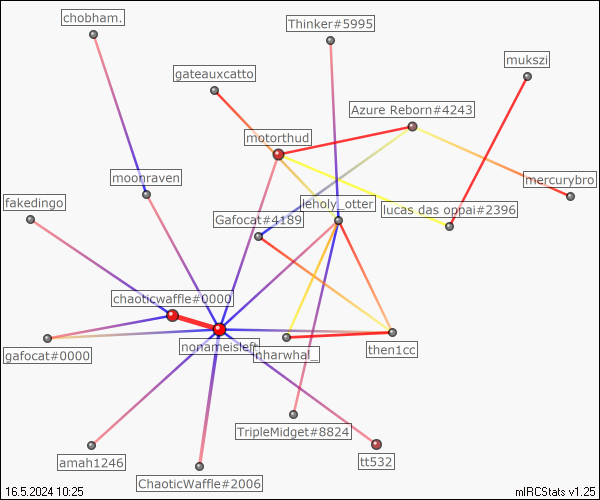 chobham.
Thinker#5995
mukszi
gateauxcatto
Azure Reborn#4243
motorthud
mercurybro
moonraven
leholy_otter
lucas das oppai#2396
fakedingo
Gafocat#4189
chaoticwaffle#0000
nonameisleft
nharwhal_
then1cc
gafocat#0000
TripleMidget#8824
amah1246
tt532
ChaoticWaffle#2006
16.5.2024 10:25
mIRCStats v1.25